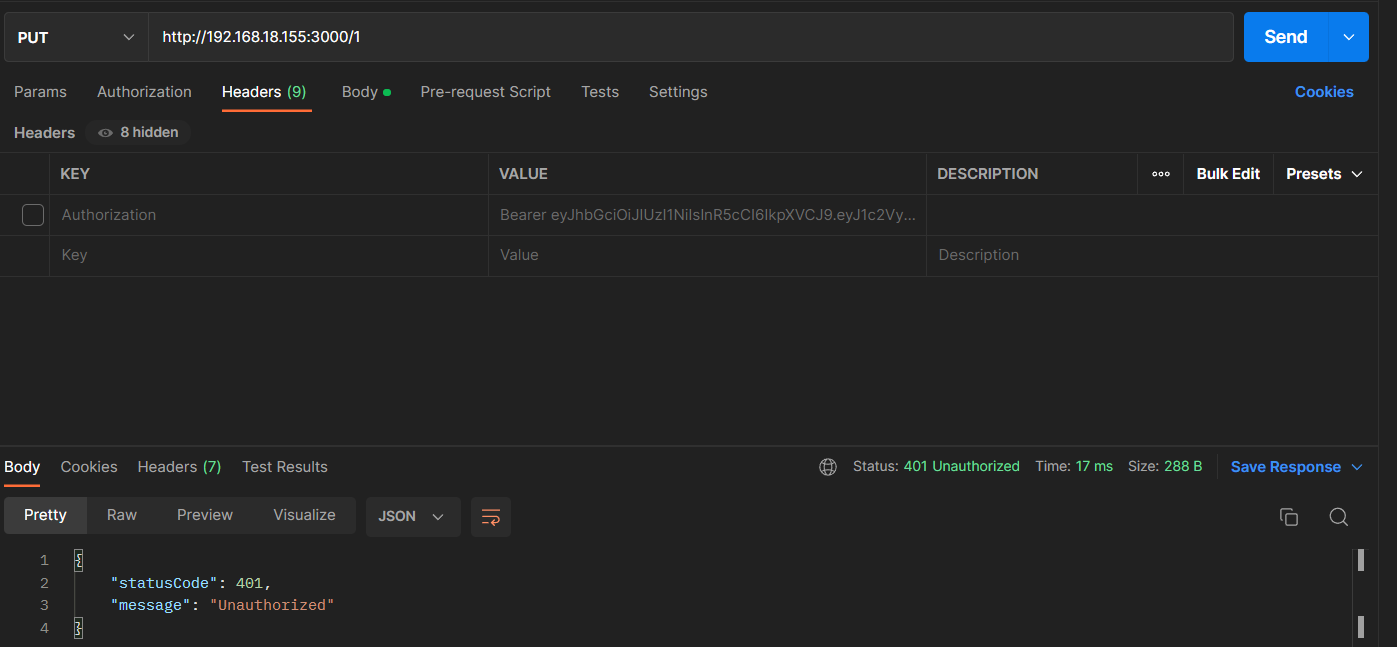 PUT http://192.168.18.155:3000/1 Send
Params Authorization Headers (9) Body Pre-request Script Tests Settings Cookies
Headers 8 hidden
KEY VALUE DESCRIPTION Bulk Edit Presets
Authorization Bearer eyJhbGciOiJIUzI1NiIsInR5cCI6IkpXVCJ9.eyJ1c2Vy...
Key Value Description
Body Cookies Headers (7) Test Results Status: 401 Unauthorized Time: 17 ms Size: 288 B Save Response
Pretty Raw Preview Visualize JSON
1 {
2 "statusCode": 401,
3 "message": "Unauthorized"
4 }